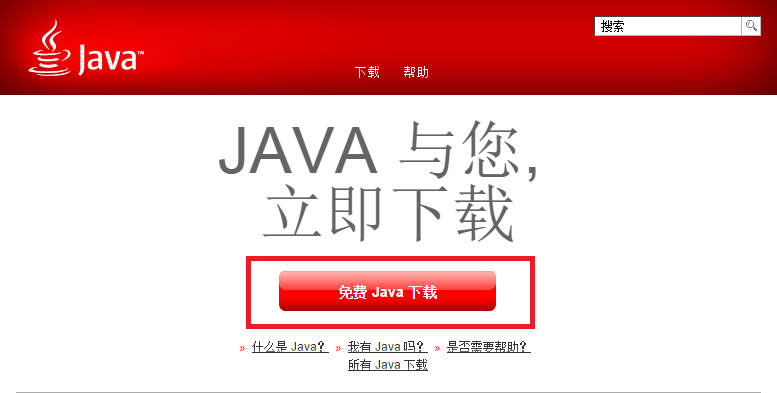 Java™
搜索
下载 帮助
JAVA 与您,
立即下载
免费 Java 下载
» 什么是 Java? » 我有 Java 吗? » 是否需要帮助?
所有 Java 下载